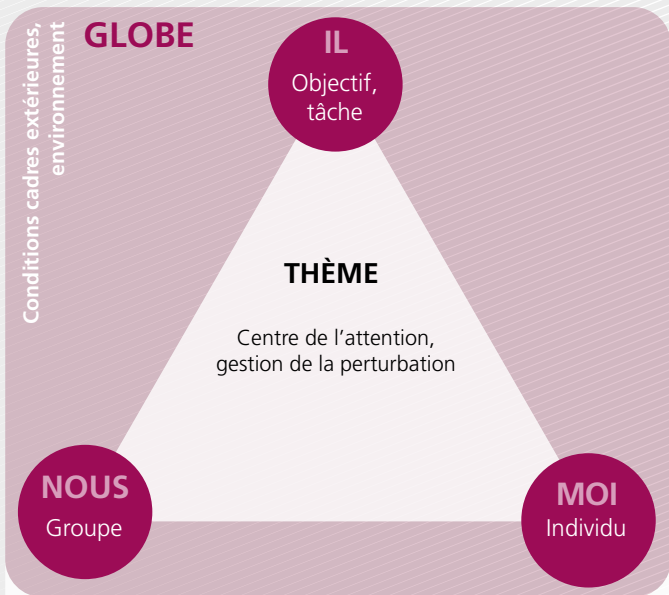 GLOBE
Conditions cadres extérieures,
environnement
IL
Objectif,
tâche
THÈME
Centre de l’attention,
gestion de la perturbation
NOUS
Groupe
MOI
Individu